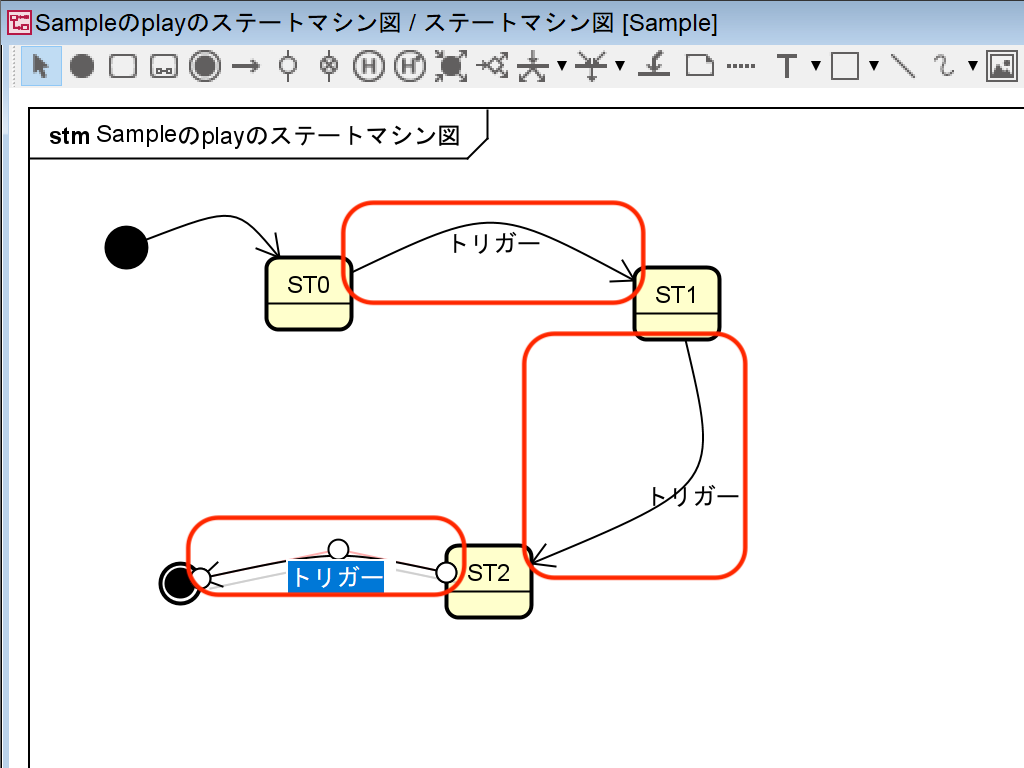 Sampleのplayのステートマシン図 / ステートマシン図 [Sample]
H H*
T
stm Sampleのplayのステートマシン図
トリガー
ST0
ST1
トリガー
トリガー
ST2